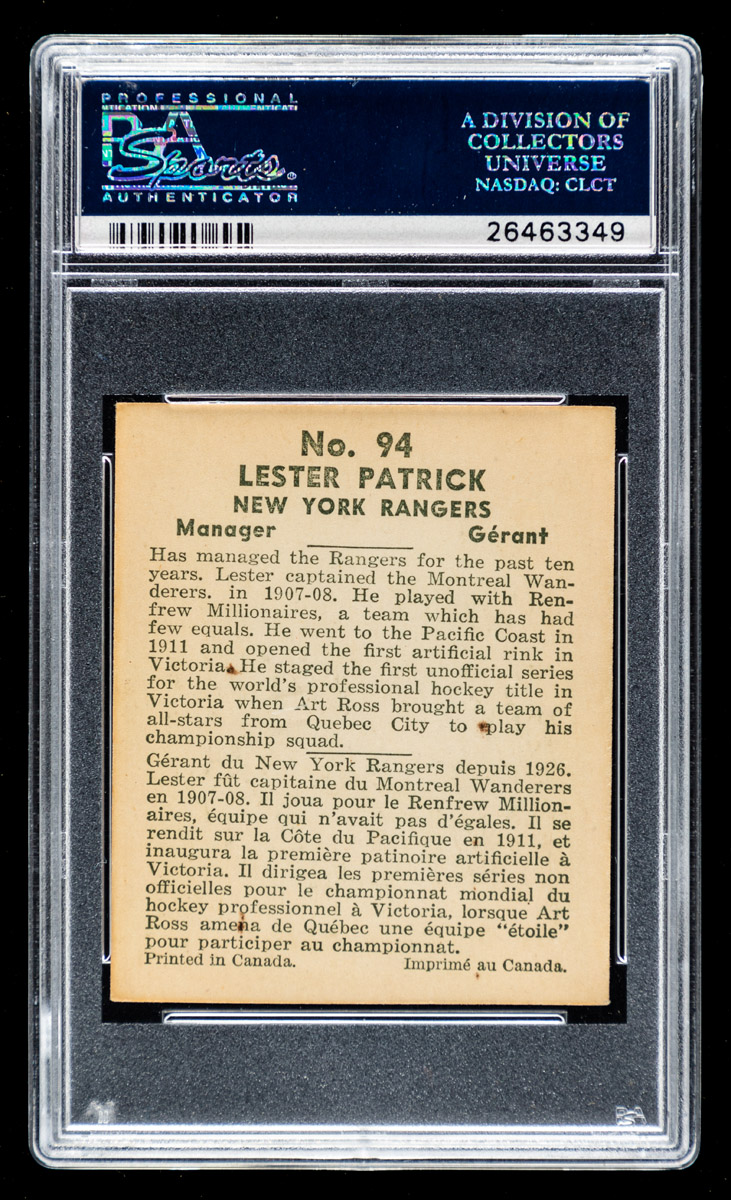 PROFESSIONAL
PSA
Sports®
AUTHENTICATOR
A DIVISION OF
COLLECTORS
UNIVERSE
NASDAQ: CLCT
26463349
No. 94
LESTER PATRICK
NEW YORK RANGERS
Manager Gérant
Has managed the Rangers for the past ten
years. Lester captained the Montreal Wan-
derers. in 1907-08. He played with Ren-
frew Millionaires, a team which has had
few equals. He went to the Pacific Coast in
1911 and opened the first artificial rink in
Victoria. He staged the first unofficial series
for the world's professional hockey title in
Victoria when Art Ross brought a team of
all-stars from Quebec City to play his
championship squad.
Gérant du New York Rangers depuis 1926.
Lester fût capitaine du Montreal Wanderers
en 1907-08. Il joua pour le Renfrew Million-
aires, équipe qui n'avait pas d'égales. Il se
rendit sur la Côte du Pacifique en 1911, et
inaugura la première patinoire artificielle à
Victoria. Il dirigea les premières séries non
officielles pour le championnat mondial du
hockey professionnel à Victoria, lorsque Art
Ross amena de Québec une équipe "étoile"
pour participer au championnat.
Printed in Canada. Imprimé au Canada.
PSA